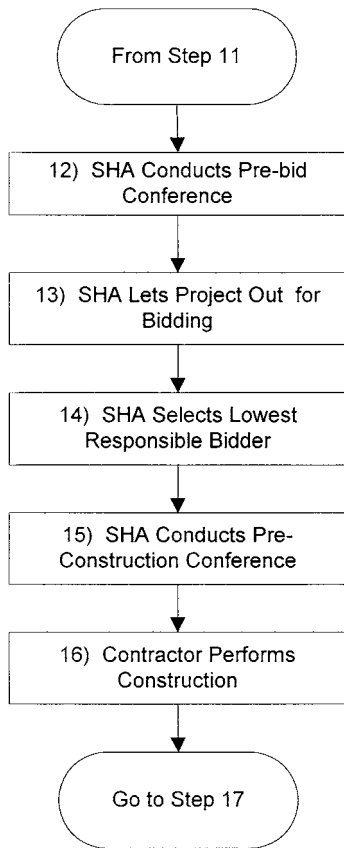 From Step 11
12) SHA Conducts Pre-bid
Conference
13) SHA Lets Project Out for
Bidding
14) SHA Selects Lowest
Responsible Bidder
15) SHA Conducts Pre-
Construction Conference
16) Contractor Performs
Construction
Go to Step 17